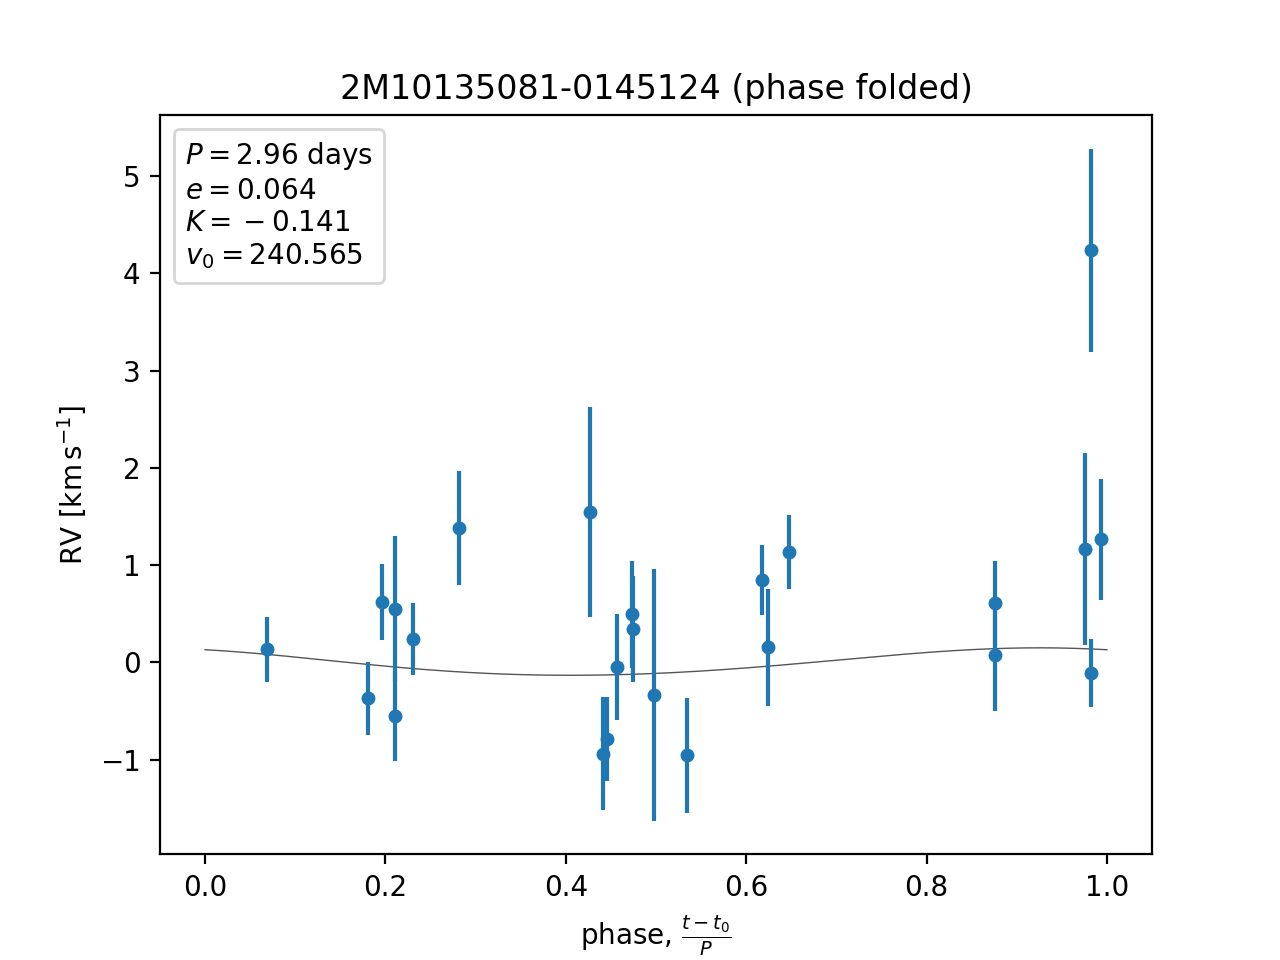 2M10135081-0145124 (phase folded)
P = 2.96 days
e = 0.064
K = −0.141
v₀ = 240.565
5
4
3
2
1
0
−1
RV [km s⁻¹]
0.0 0.2 0.4 0.6 0.8 1.0
phase, (t − t₀)/P